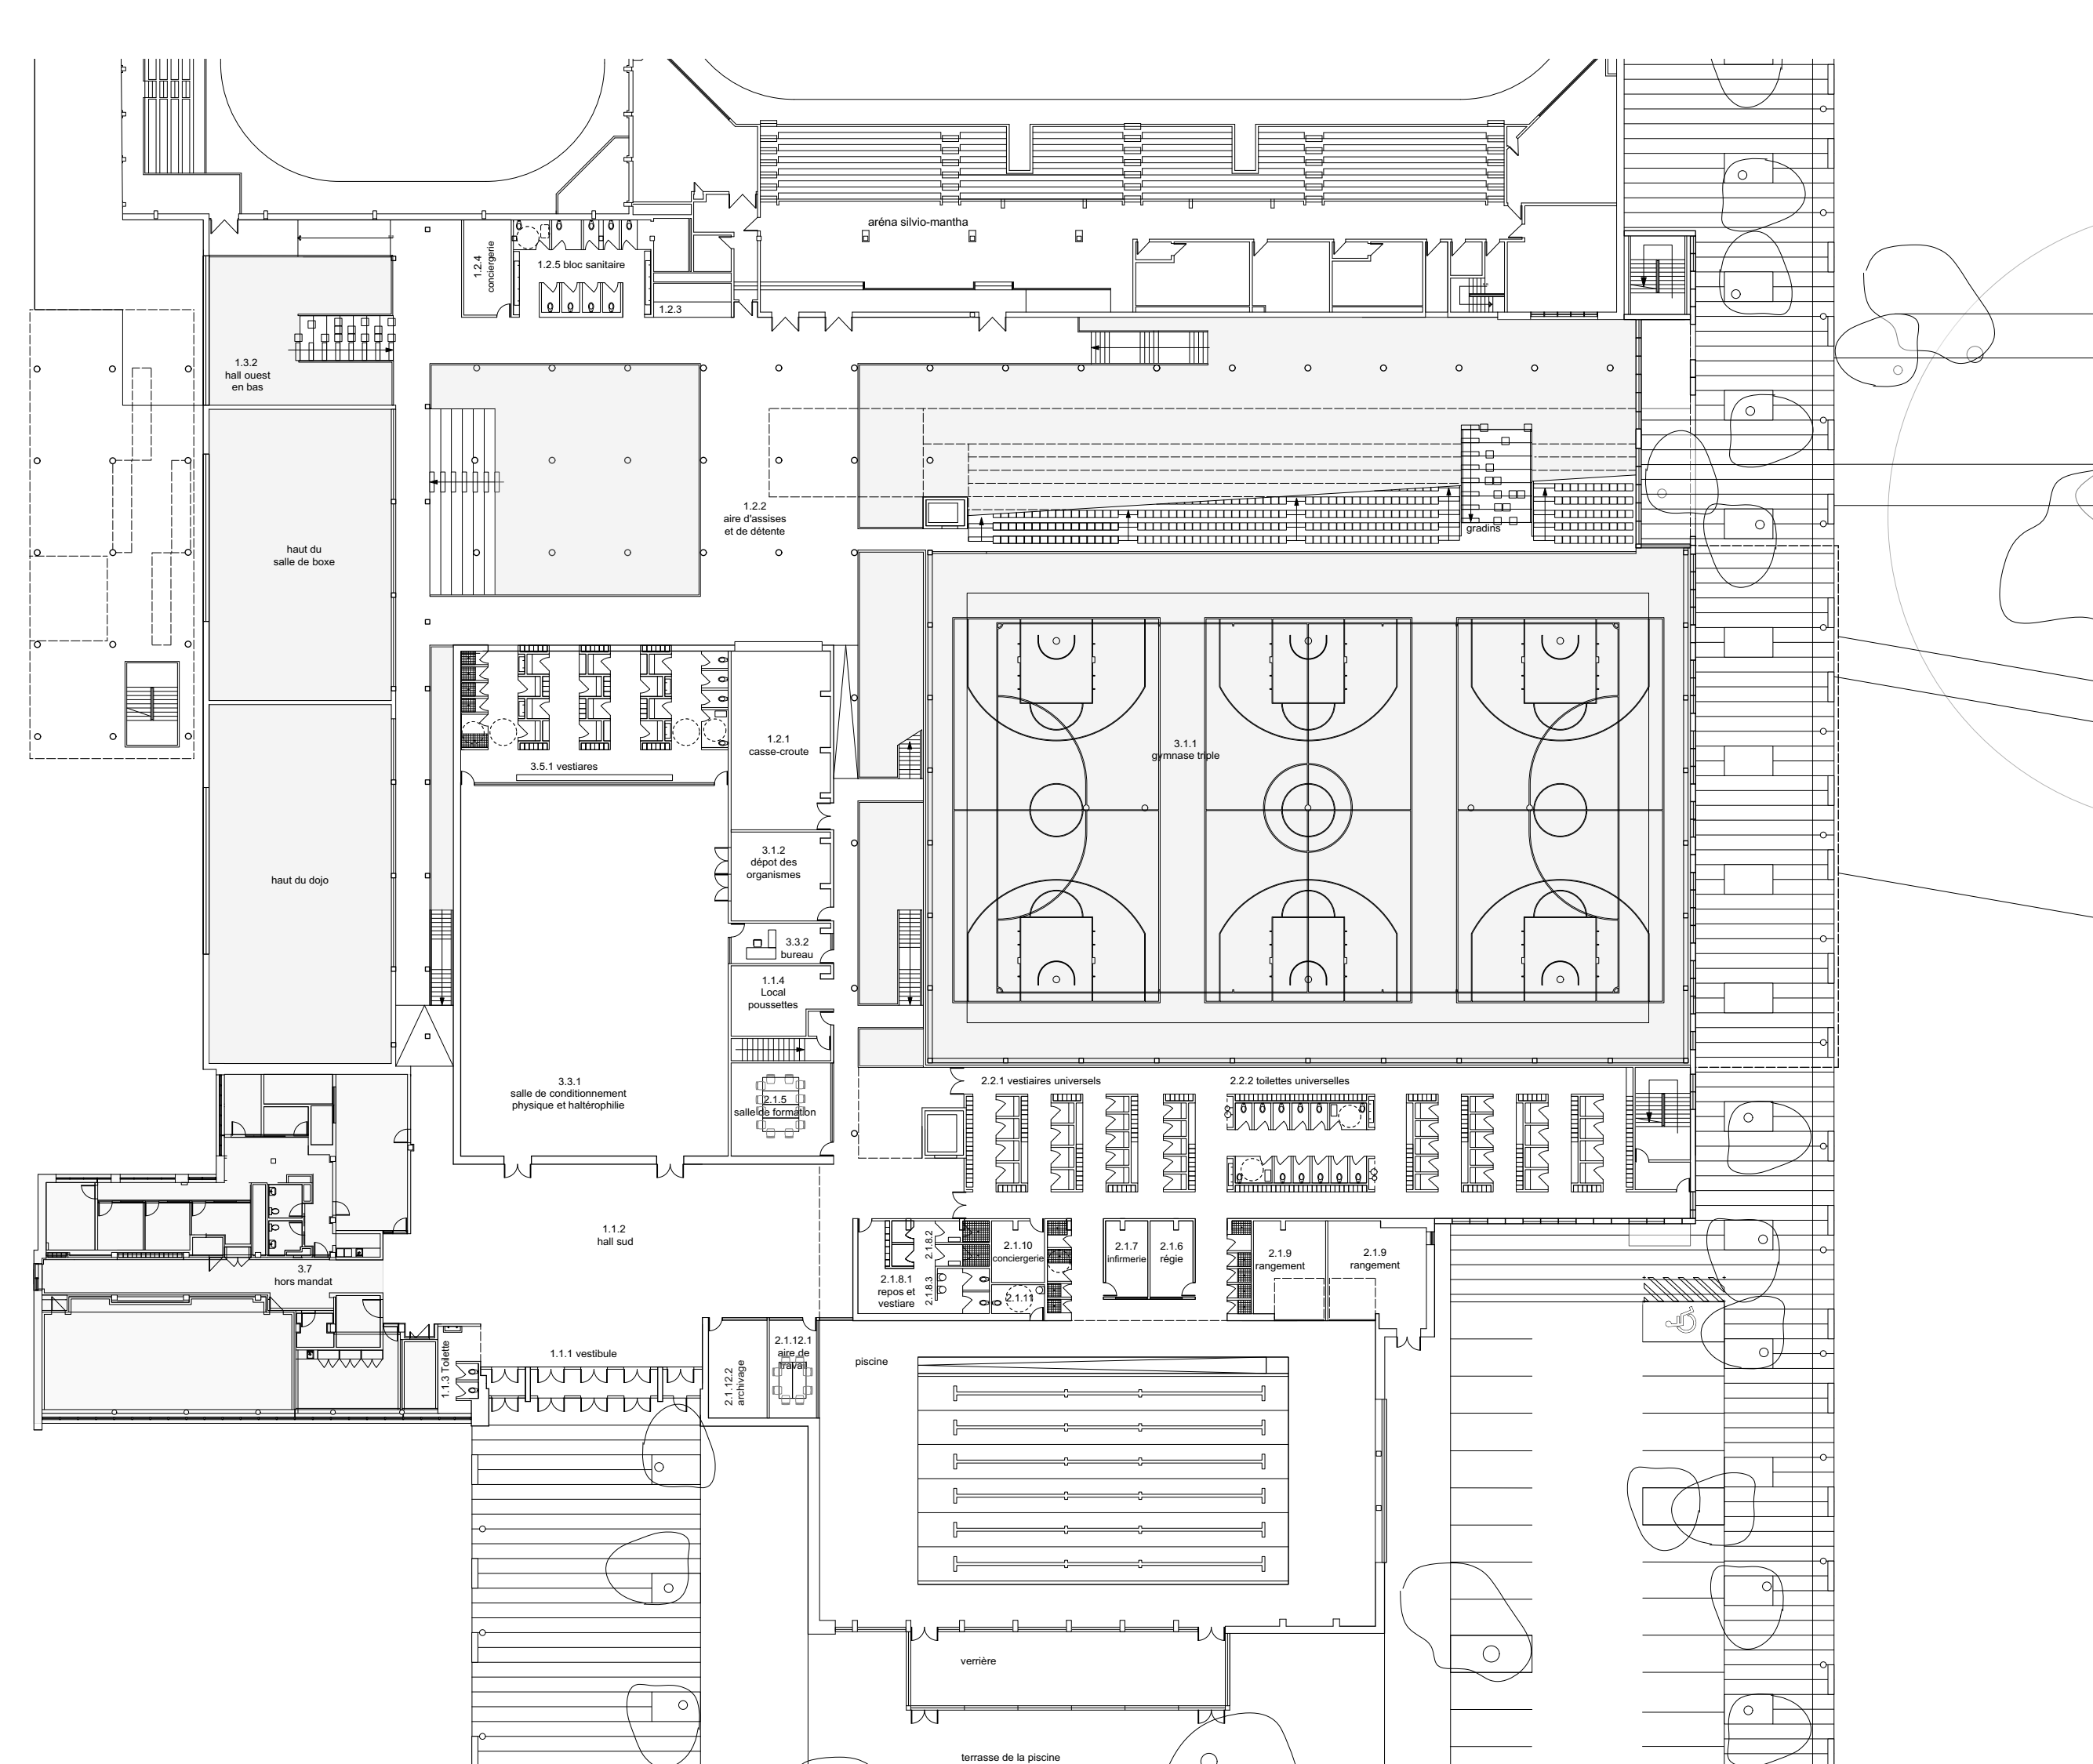 aréna silvio-mantha
1.2.4
conciergerie
1.2.5 bloc sanitaire
1.2.3
1.3.2
hall ouest
en bas
1.2.2
aire d'assises
et de détente
gradins
haut du
salle de boxe
3.1.1
gymnase triple
1.2.1
casse-croute
3.5.1 vestiares
3.1.2
dépot des
organismes
haut du dojo
3.3.2
bureau
1.1.4
Local
poussettes
3.3.1
salle de conditionnement
physique et haltérophilie
2.1.5
salle de formation
2.2.1 vestiaires universels
2.2.2 toilettes universelles
1.1.2
hall sud
2.1.8.2
2.1.10
conciergerie
2.1.7
infirmerie
2.1.6
régie
2.1.9
rangement
2.1.9
rangement
3.7
hors mandat
2.1.8.1
repos et
vestiaire
2.1.8.3
2.1.11
1.1.3 Toilette
1.1.1 vestibule
2.1.12.2
archivage
2.1.12.1
aire de
travail
piscine
verrière
terrasse de la piscine